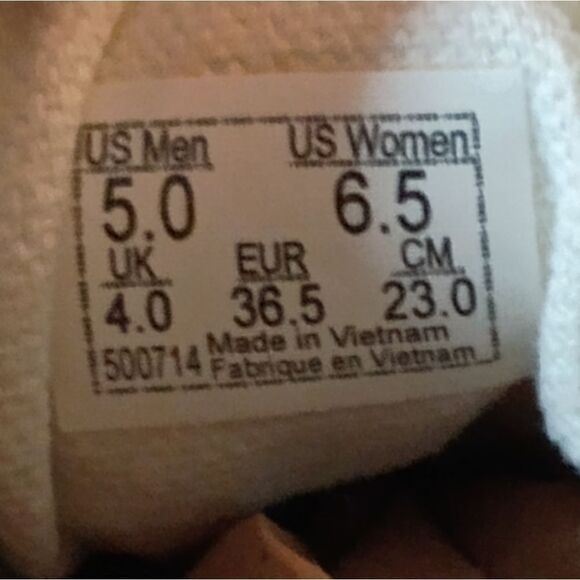 US Men US Women
5.0 6.5
UK EUR CM
4.0 36.5 23.0
500714 Made in Vietnam
Fabrique en Vietnam